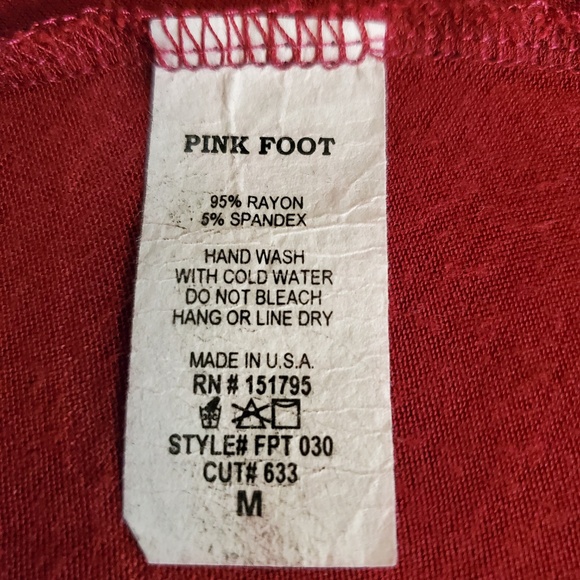 PINK FOOT
95% RAYON
5% SPANDEX
HAND WASH
WITH COLD WATER
DO NOT BLEACH
HANG OR LINE DRY
MADE IN U.S.A.
RN # 151795
STYLE# FPT 030
CUT# 633
M